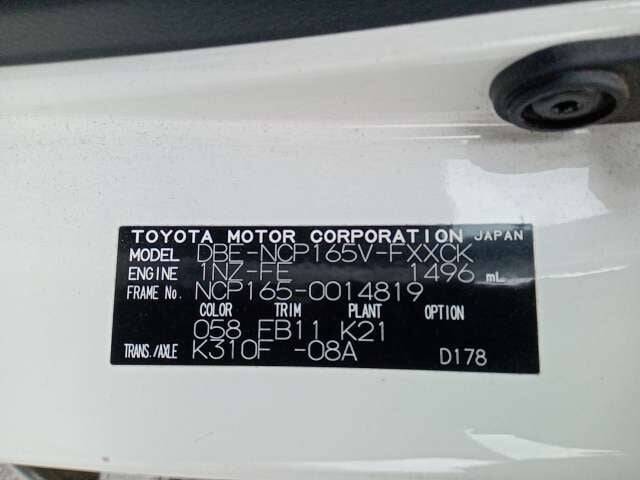 TOYOTA MOTOR CORPORATION JAPAN
MODEL DBE-NCP165V-FXXCK
ENGINE 1NZ-FE 1496 mL
FRAME No. NCP165-0014819
COLOR TRIM PLANT OPTION
058 FB11 K21
TRANS./AXLE K310F -08A D178